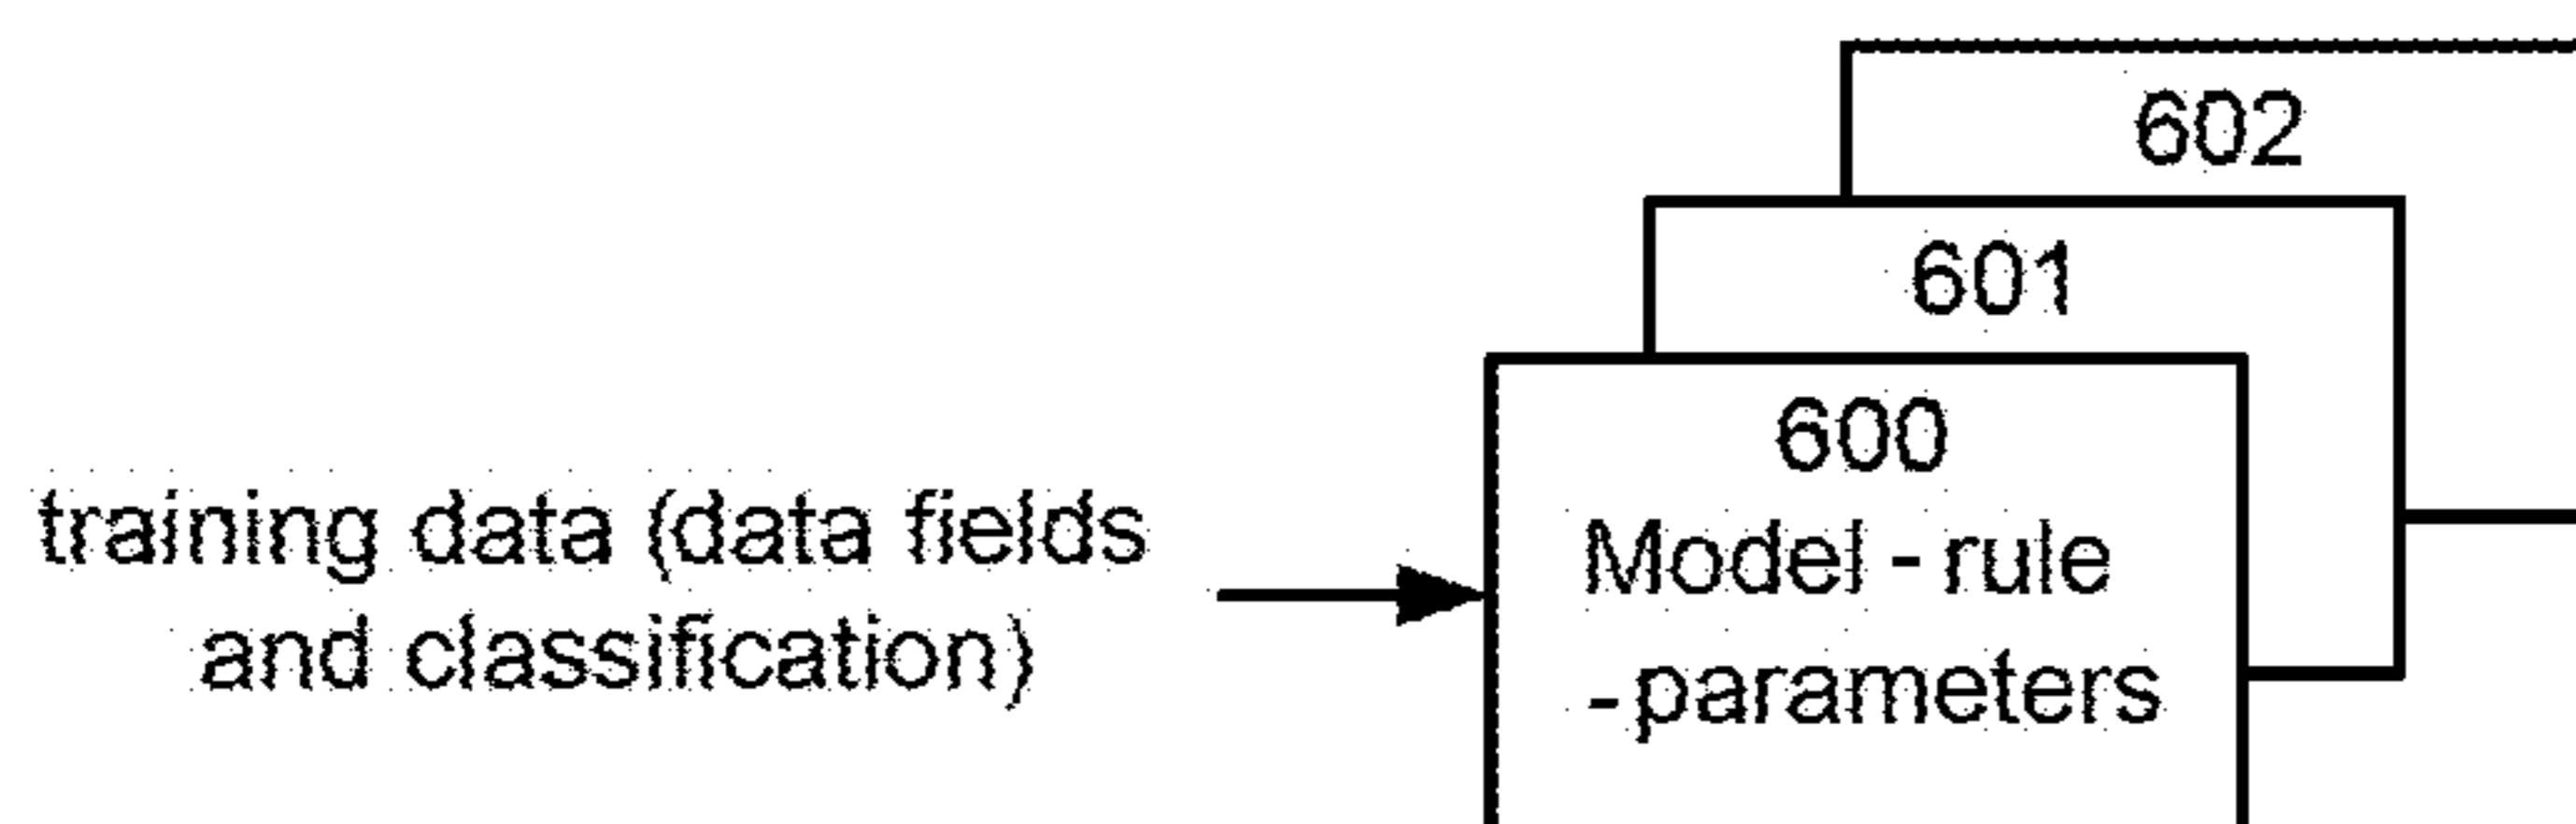 602
601
600
training data (data fields
and classification)
Model - rule
- parameters